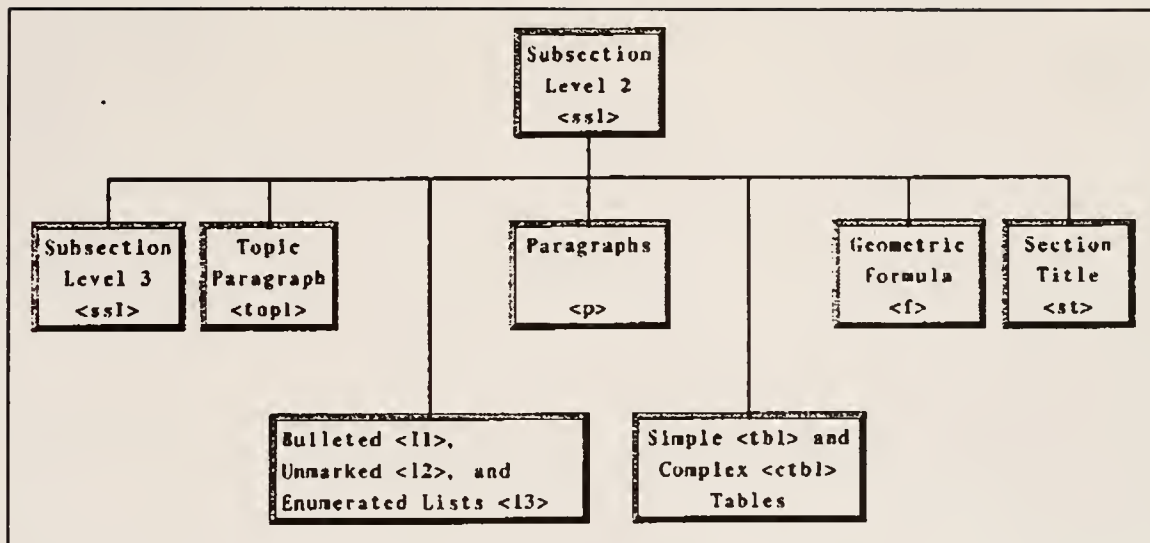 Subsection
Level 2
<ssl>
Subsection
Level 3
<ssl>
Topic
Paragraph
<topl>
Paragraphs
<p>
Geometric
Formula
<f>
Section
Title
<st>
Bulleted <l1>,
Unmarked <l2>, and
Enumerated Lists <l3>
Simple <tbl> and
Complex <ctbl>
Tables